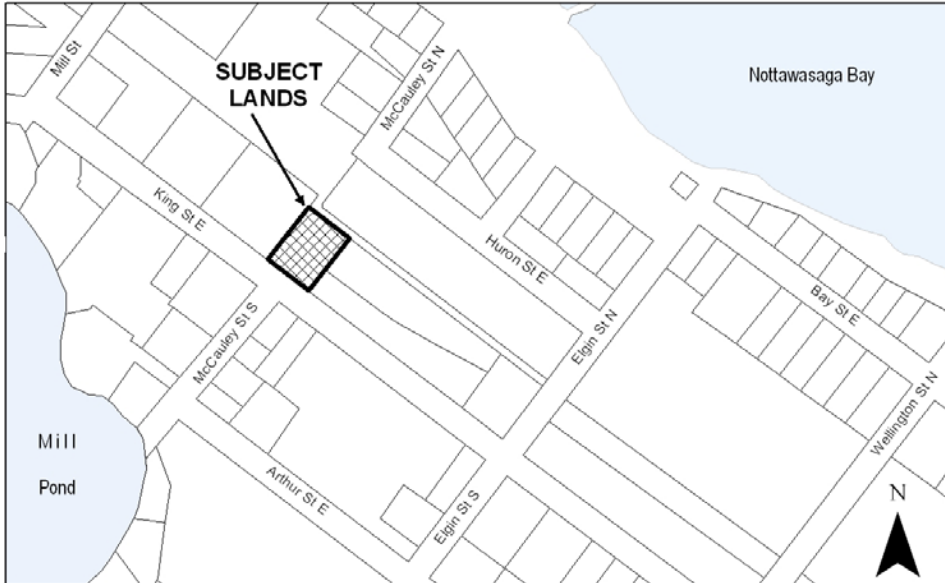 Mill St
SUBJECT
LANDS
McCauley St N
Nottawasaga Bay
King St E
Huron St E
Bay St E
Elgin St N
McCauley St S
Wellington St N
Mill
Pond
Arthur St E
Elgin St S
N